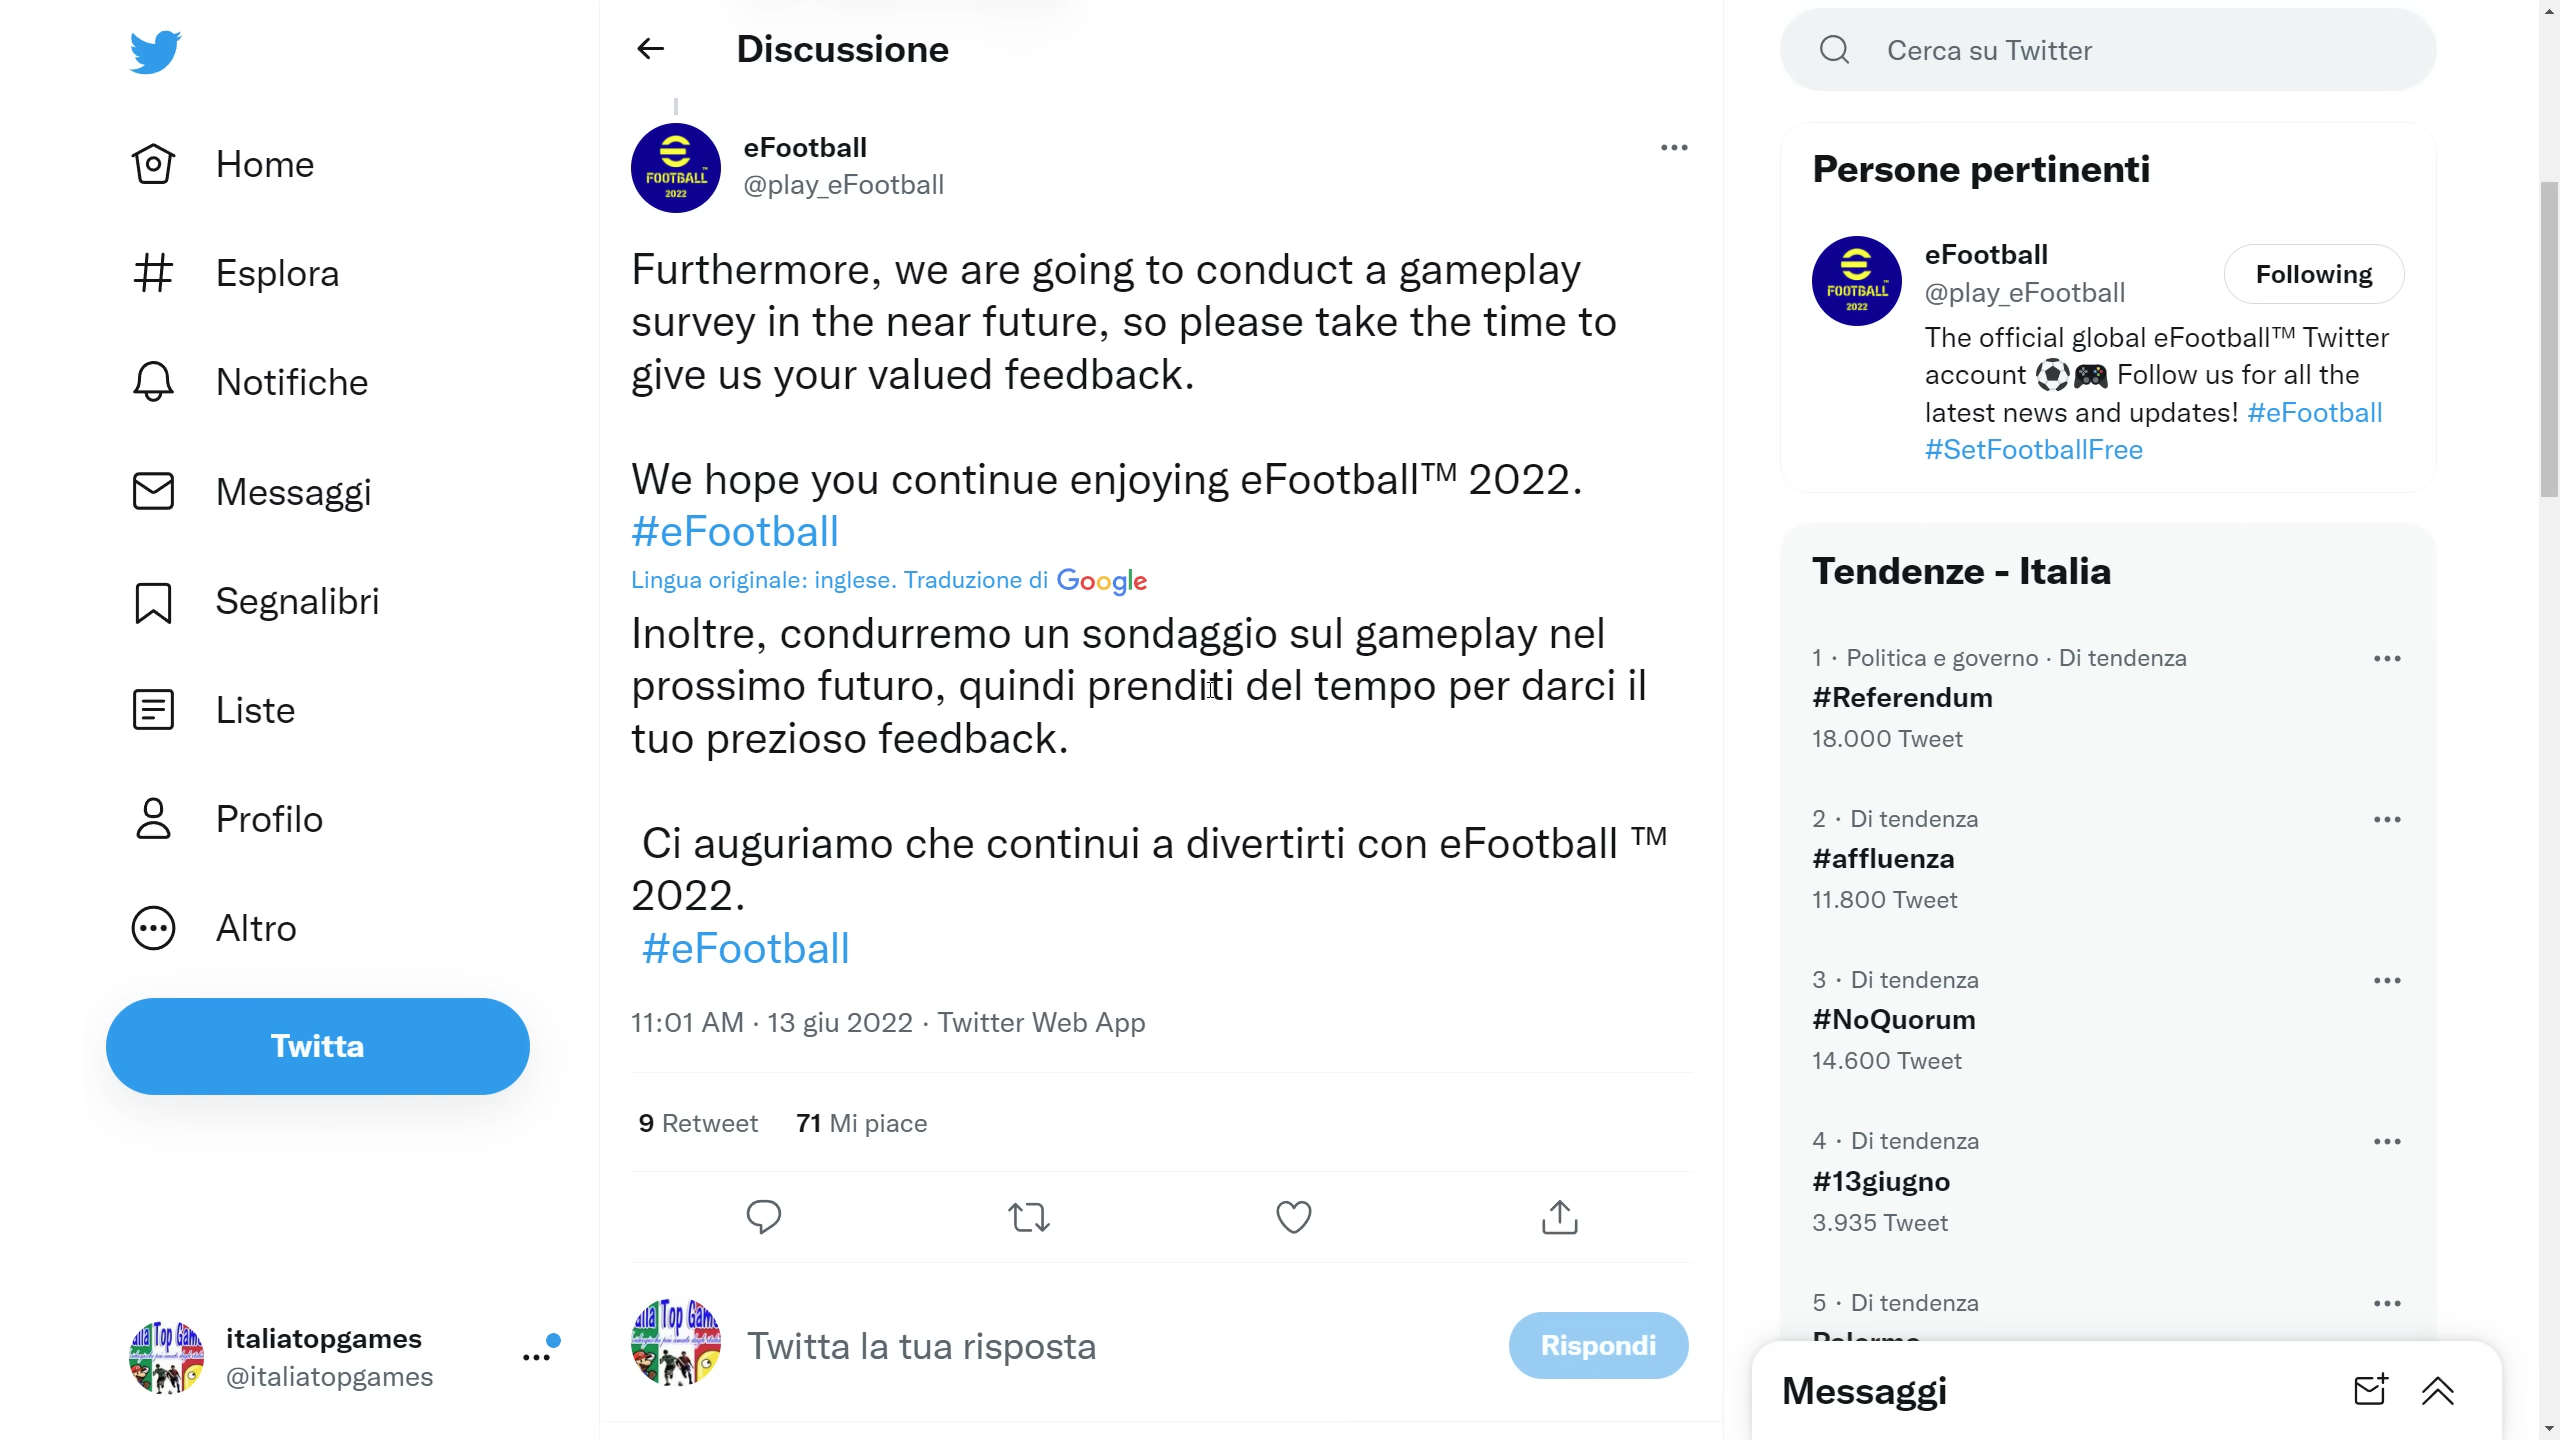 Home
Esplora
Notifiche
Messaggi
Segnalibri
Liste
Profilo
Altro
Twitta
italiatopgames
@italiatopgames
Discussione
FOOTBALL
2022
eFootball
@play_eFootball
Furthermore, we are going to conduct a gameplay
survey in the near future, so please take the time to
give us your valued feedback.
We hope you continue enjoying eFootball™ 2022.
#eFootball
Lingua originale: inglese. Traduzione di Google
Inoltre, condurremo un sondaggio sul gameplay nel
prossimo futuro, quindi prenditi del tempo per darci il
tuo prezioso feedback.
Ci auguriamo che continui a divertirti con eFootball ™
2022.
#eFootball
11:01 AM · 13 giu 2022 · Twitter Web App
9 Retweet 71 Mi piace
Twitta la tua risposta
Rispondi
Cerca su Twitter
Persone pertinenti
FOOTBALL
2022
eFootball
@play_eFootball
Following
The official global eFootball™ Twitter
account ⚽🎮 Follow us for all the
latest news and updates! #eFootball
#SetFootballFree
Tendenze - Italia
1 · Politica e governo · Di tendenza
#Referendum
18.000 Tweet
2 · Di tendenza
#affluenza
11.800 Tweet
3 · Di tendenza
#NoQuorum
14.600 Tweet
4 · Di tendenza
#13giugno
3.935 Tweet
5 · Di tendenza
Palermo
Messaggi